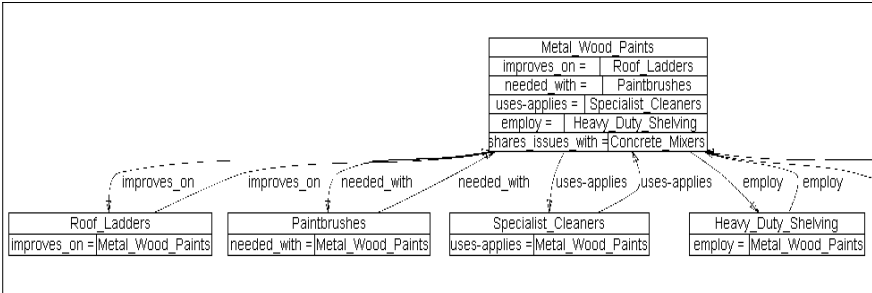 Metal_Wood_Paints
improves_on = Roof_Ladders
needed_with = Paintbrushes
uses-applies = Specialist_Cleaners
employ = Heavy_Duty_Shelving
shares_issues_with = Concrete_Mixers
improves_on improves_on needed_with needed_with uses-applies uses-applies employ employ
Roof_Ladders Paintbrushes Specialist_Cleaners Heavy_Duty_Shelving
improves_on = Metal_Wood_Paints needed_with = Metal_Wood_Paints uses-applies = Metal_Wood_Paints employ = Metal_Wood_Paints